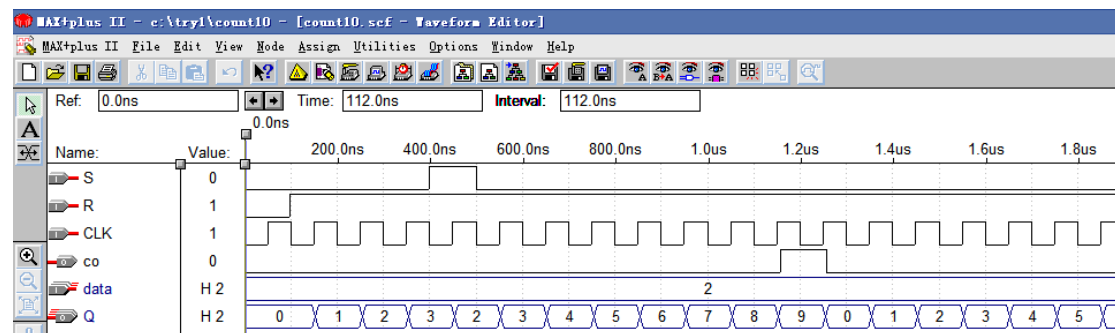 MAX+plus II - c:\try1\count10 - [count10.scf - Waveform Editor]
MAX+plus II File Edit View Node Assign Utilities Options Window Help
Ref: 0.0ns Time: 112.0ns Interval: 112.0ns
0.0ns
Name: Value: 200.0ns 400.0ns 600.0ns 800.0ns 1.0us 1.2us 1.4us 1.6us 1.8us
S 0
R 1
CLK 1
co 0
data H 2 2
Q H 2 0 1 2 3 2 3 4 5 6 7 8 9 0 1 2 3 4 5